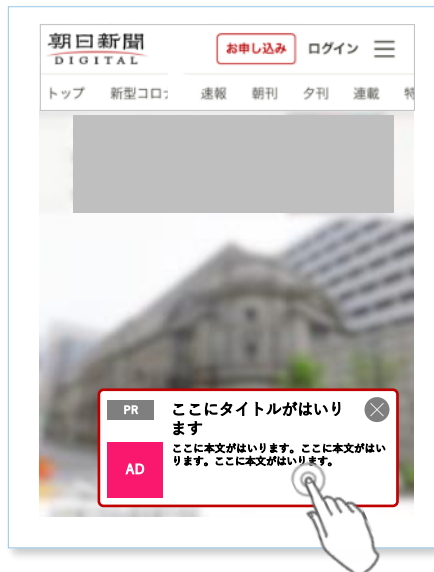 朝日新聞
DIGITAL
お申し込み ログイン
トップ 新型コロ 速報 朝刊 夕刊 連載
PR
ここにタイトルがはいり
ます
AD
ここに本文がはいります。ここに本文がはい
ります。ここに本文がはいります。